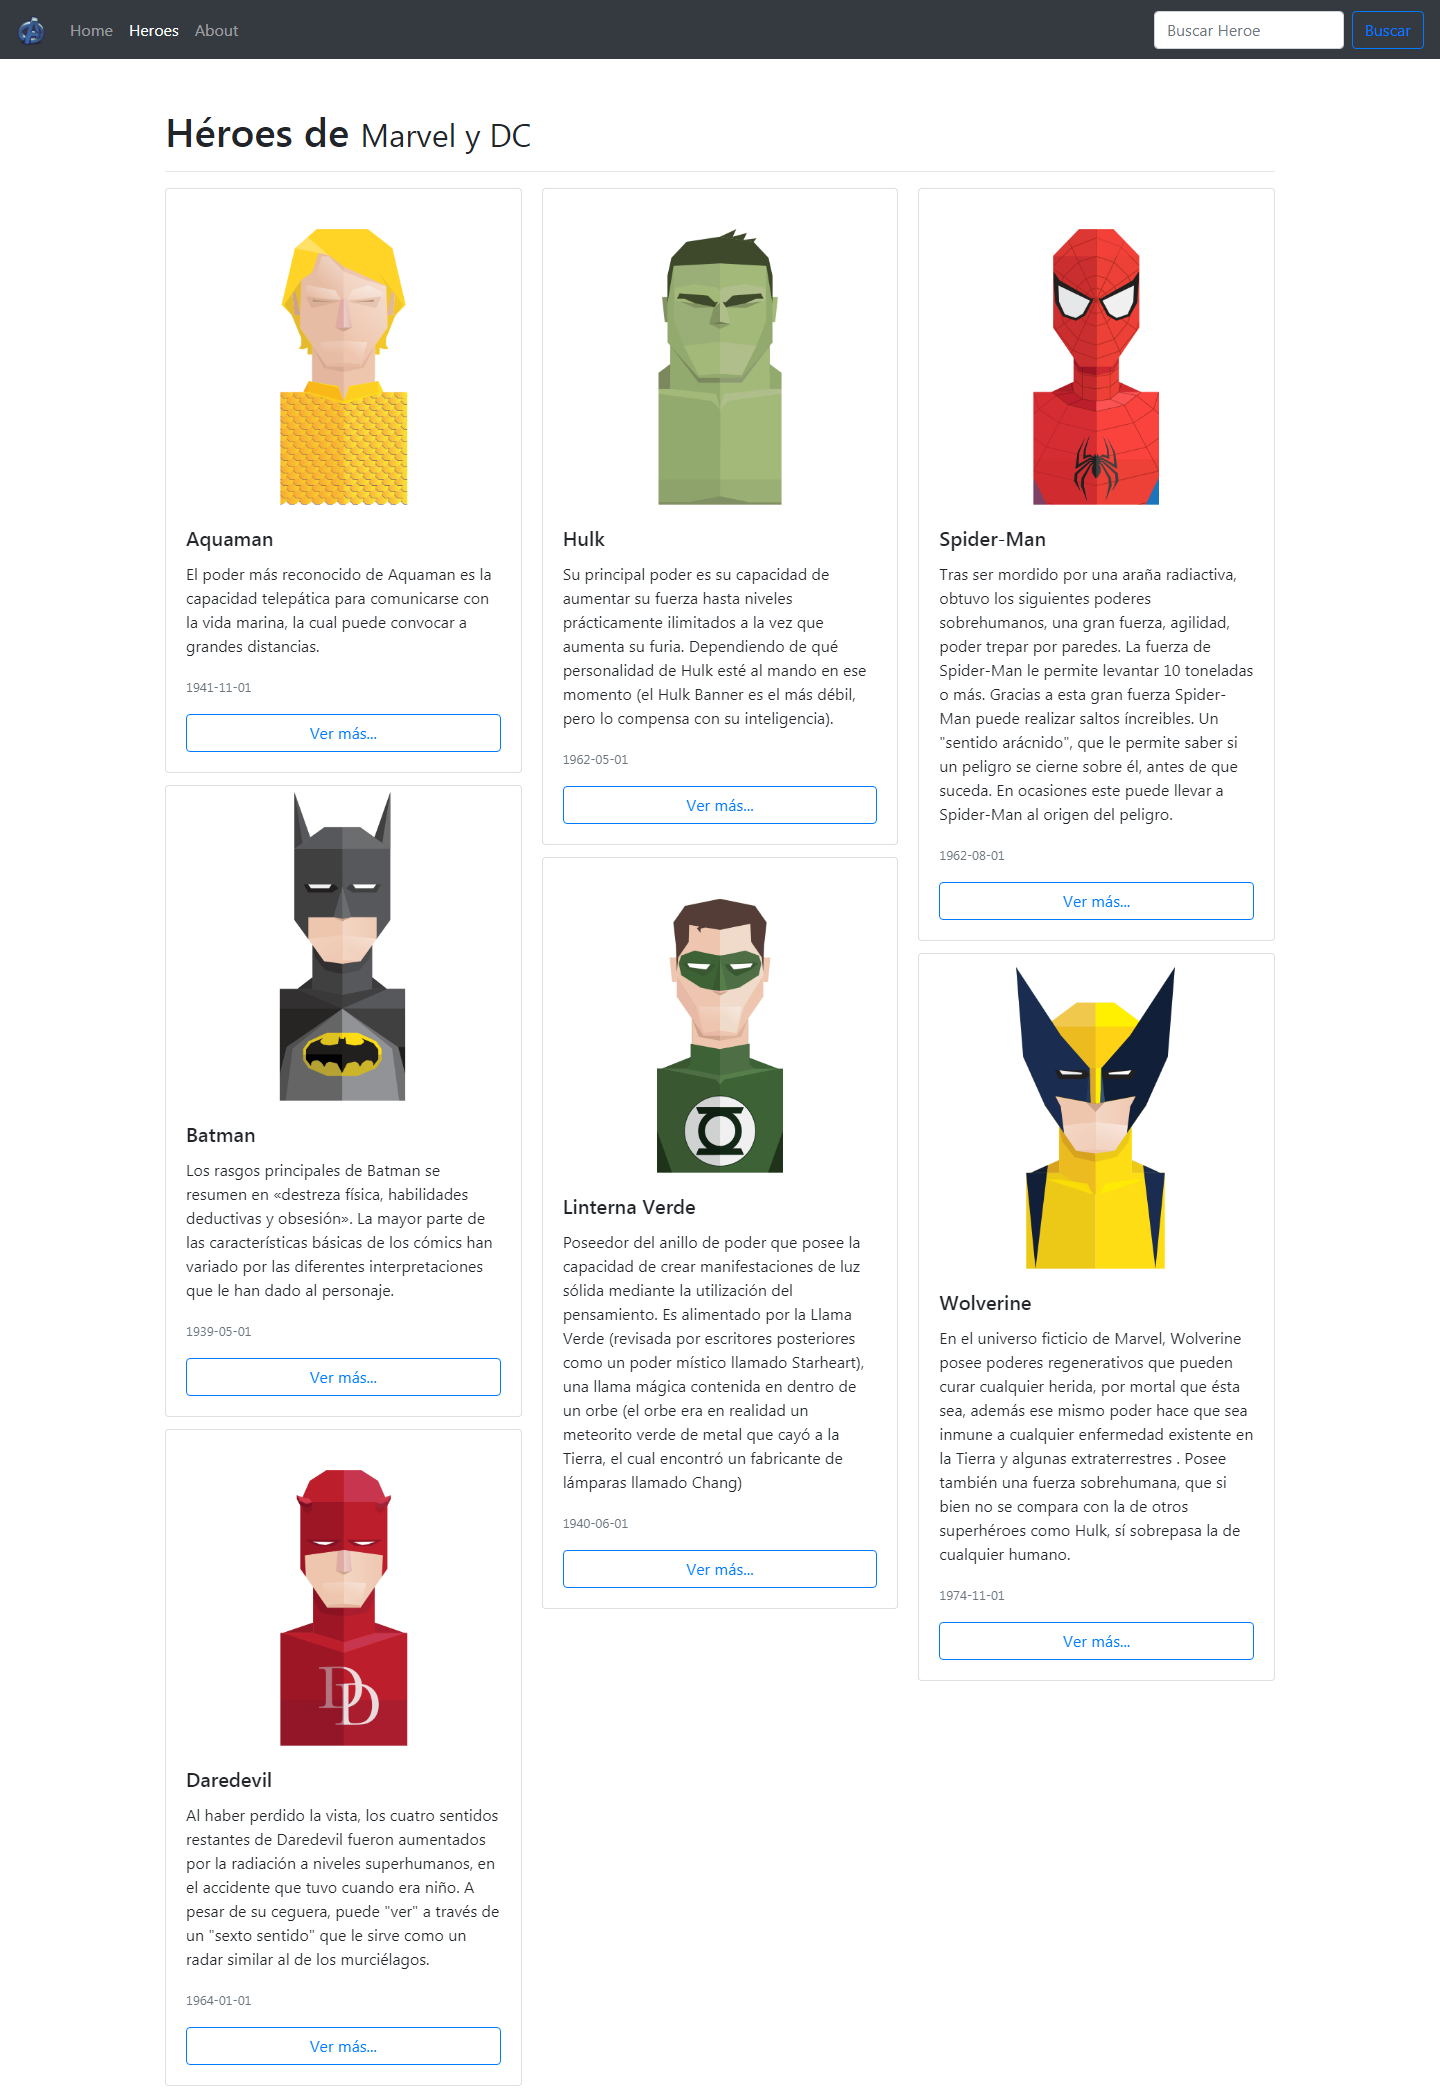 Home Heroes About Buscar Heroe Buscar
Héroes de Marvel y DC
Aquaman
El poder más reconocido de Aquaman es la
capacidad telepática para comunicarse con
la vida marina, la cual puede convocar a
grandes distancias.
1941-11-01
Ver más...
Batman
Los rasgos principales de Batman se
resumen en «destreza física, habilidades
deductivas y obsesión». La mayor parte de
las características básicas de los cómics han
variado por las diferentes interpretaciones
que le han dado al personaje.
1939-05-01
Ver más...
DD
Daredevil
Al haber perdido la vista, los cuatro sentidos
restantes de Daredevil fueron aumentados
por la radiación a niveles superhumanos, en
el accidente que tuvo cuando era niño. A
pesar de su ceguera, puede "ver" a través de
un "sexto sentido" que le sirve como un
radar similar al de los murciélagos.
1964-01-01
Ver más...
Hulk
Su principal poder es su capacidad de
aumentar su fuerza hasta niveles
prácticamente ilimitados a la vez que
aumenta su furia. Dependiendo de qué
personalidad de Hulk esté al mando en ese
momento (el Hulk Banner es el más débil,
pero lo compensa con su inteligencia).
1962-05-01
Ver más...
Linterna Verde
Poseedor del anillo de poder que posee la
capacidad de crear manifestaciones de luz
sólida mediante la utilización del
pensamiento. Es alimentado por la Llama
Verde (revisada por escritores posteriores
como un poder místico llamado Starheart),
una llama mágica contenida en dentro de
un orbe (el orbe era en realidad un
meteorito verde de metal que cayó a la
Tierra, el cual encontró un fabricante de
lámparas llamado Chang)
1940-06-01
Ver más...
Spider-Man
Tras ser mordido por una araña radiactiva,
obtuvo los siguientes poderes
sobrehumanos, una gran fuerza, agilidad,
poder trepar por paredes. La fuerza de
Spider-Man le permite levantar 10 toneladas
o más. Gracias a esta gran fuerza Spider-
Man puede realizar saltos íncreibles. Un
"sentido arácnido", que le permite saber si
un peligro se cierne sobre él, antes de que
suceda. En ocasiones este puede llevar a
Spider-Man al origen del peligro.
1962-08-01
Ver más...
Wolverine
En el universo ficticio de Marvel, Wolverine
posee poderes regenerativos que pueden
curar cualquier herida, por mortal que ésta
sea, además ese mismo poder hace que sea
inmune a cualquier enfermedad existente en
la Tierra y algunas extraterrestres . Posee
también una fuerza sobrehumana, que si
bien no se compara con la de otros
superhéroes como Hulk, sí sobrepasa la de
cualquier humano.
1974-11-01
Ver más...